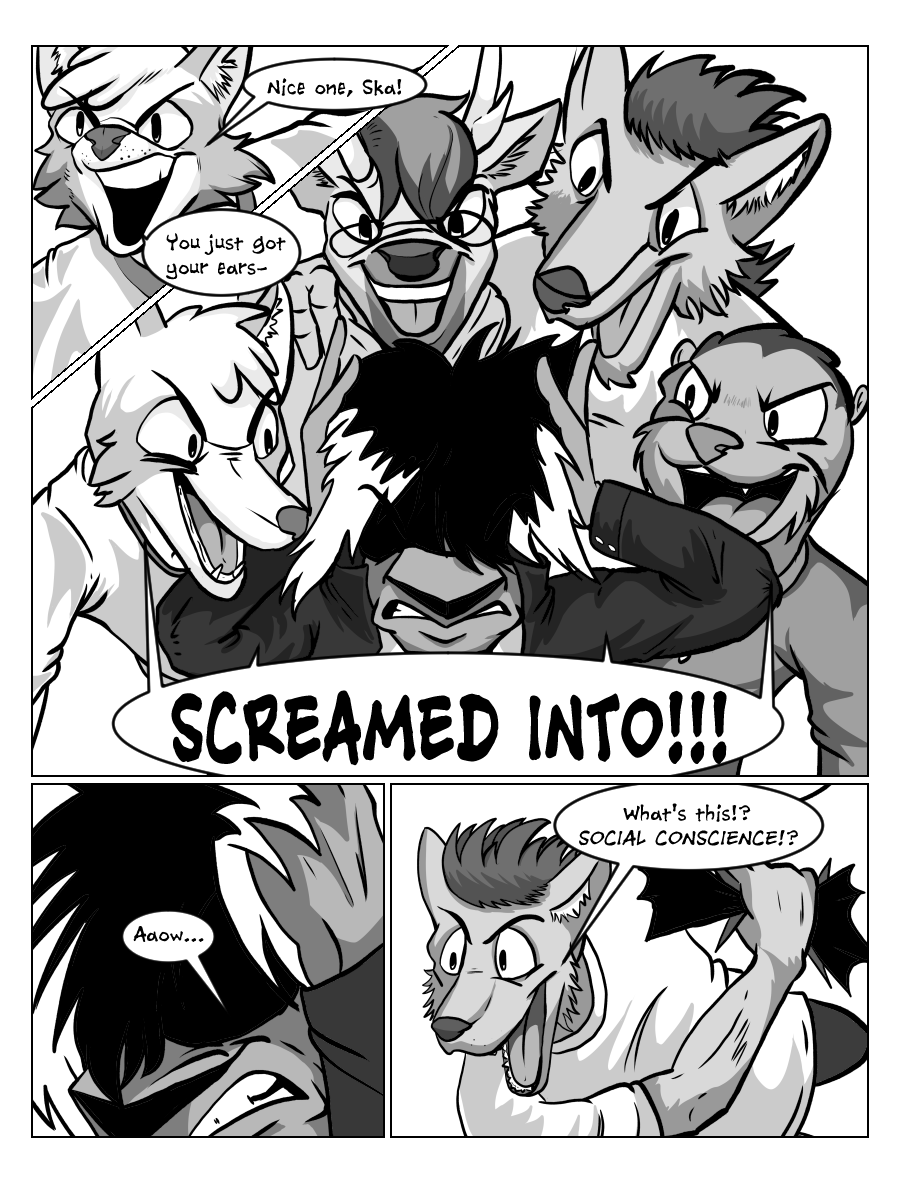 Nice one, Ska!
You just got
your ears-
SCREAMED INTO!!!
Aaow...
What's this!?
SOCIAL CONSCIENCE!?